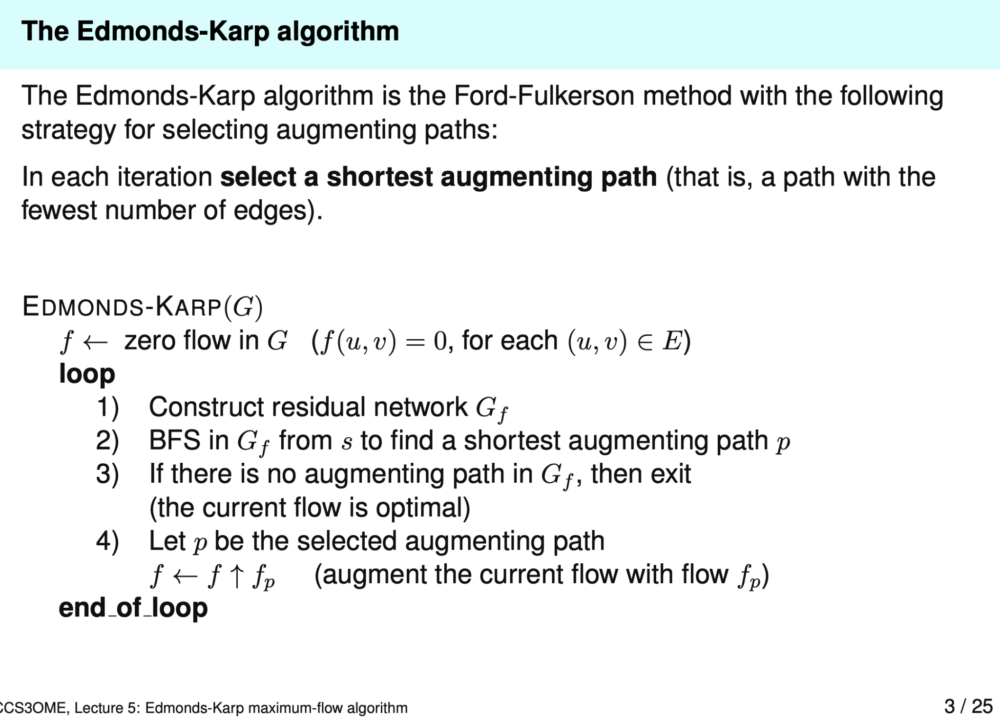 The Edmonds-Karp algorithm
The Edmonds-Karp algorithm is the Ford-Fulkerson method with the following
strategy for selecting augmenting paths:
In each iteration select a shortest augmenting path (that is, a path with the
fewest number of edges).
EDMONDS-KARP(G)
f ← zero flow in G (f(u, v) = 0, for each (u, v) ∈ E)
loop
1) Construct residual network G_f
2) BFS in G_f from s to find a shortest augmenting path p
3) If there is no augmenting path in G_f, then exit
(the current flow is optimal)
4) Let p be the selected augmenting path
f ← f ↑ f_p (augment the current flow with flow f_p)
end_of_loop
CCS3OME, Lecture 5: Edmonds-Karp maximum-flow algorithm
3 / 25